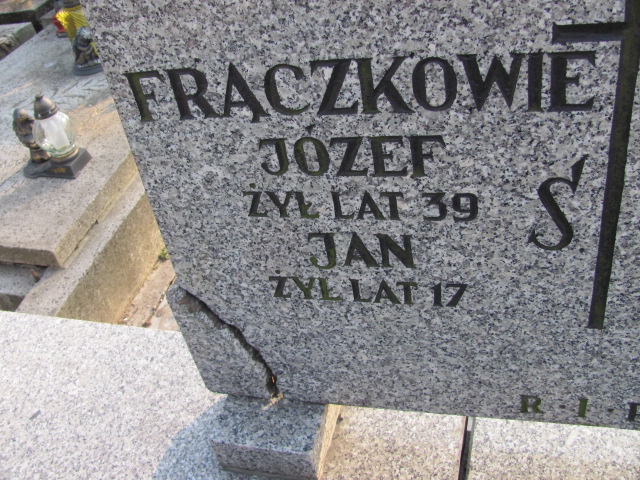 FRĄCZKOWIE
JÓZEF
ŻYŁ LAT 39
JAN
ŻYŁ LAT 17
Ś
R.I.